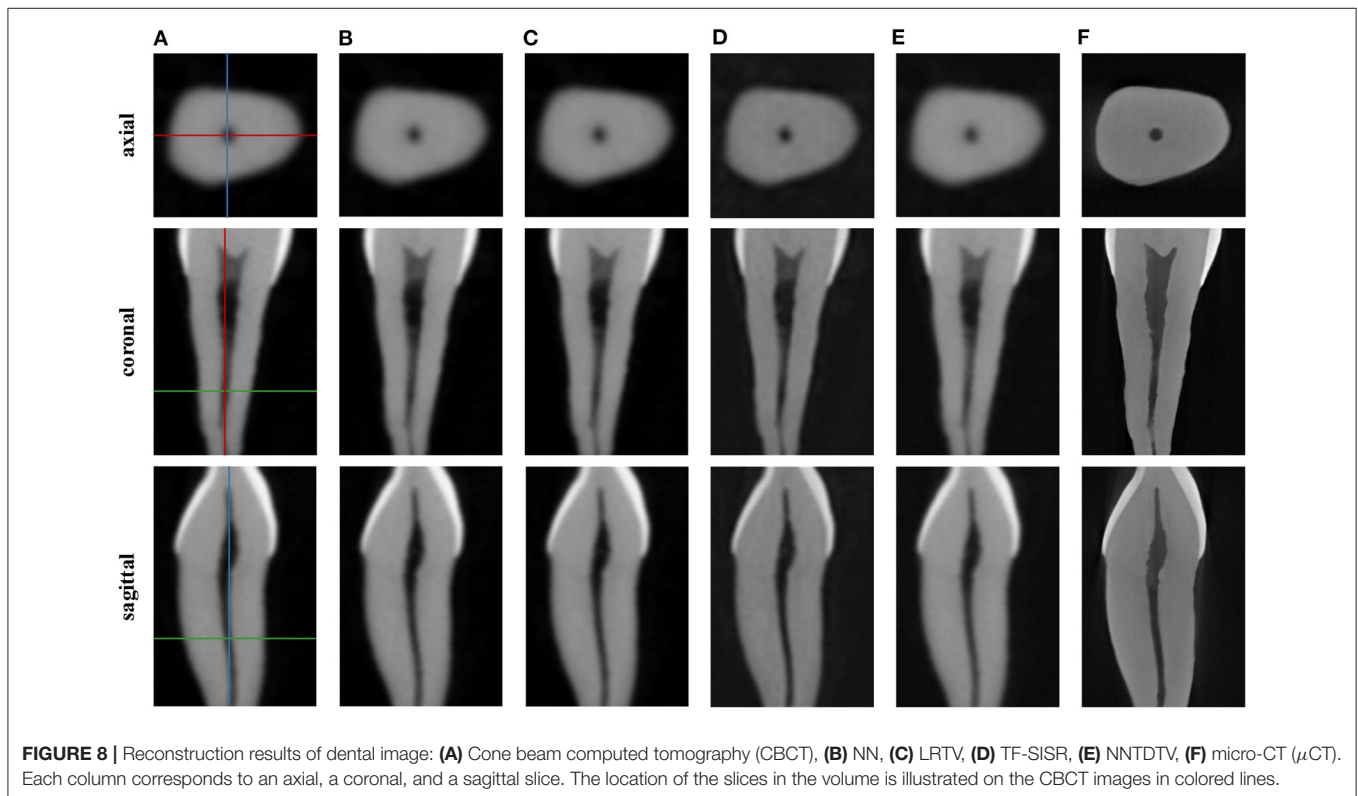 A B C D E F
axial
coronal
sagittal
FIGURE 8 | Reconstruction results of dental image: (A) Cone beam computed tomography (CBCT), (B) NN, (C) LRTV, (D) TF-SISR, (E) NNTDTV, (F) micro-CT (μCT).
Each column corresponds to an axial, a coronal, and a sagittal slice. The location of the slices in the volume is illustrated on the CBCT images in colored lines.